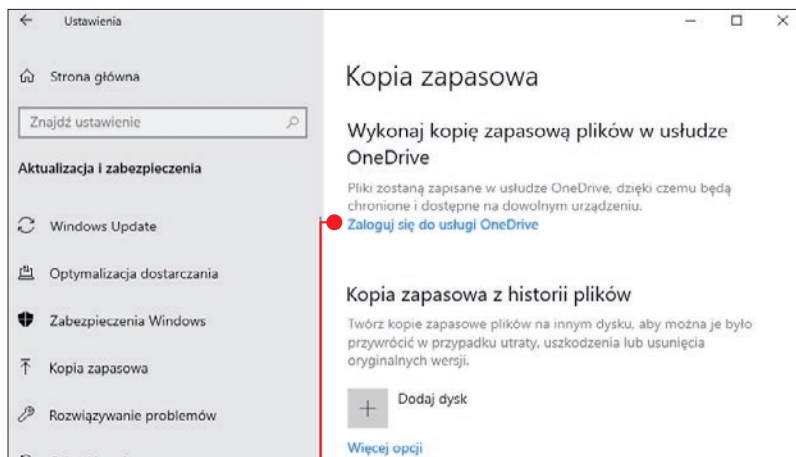 Ustawienia
Strona główna
Znajdź ustawienie
Aktualizacja i zabezpieczenia
Windows Update
Optymalizacja dostarczania
Zabezpieczenia Windows
Kopia zapasowa
Rozwiązywanie problemów
Kopia zapasowa
Wykonaj kopię zapasową plików w usłudze
OneDrive
Pliki zostaną zapisane w usłudze OneDrive, dzięki czemu będą
chronione i dostępne na dowolnym urządzeniu.
Zaloguj się do usługi OneDrive
Kopia zapasowa z historii plików
Twórz kopie zapasowe plików na innym dysku, aby można je było
przywrócić w przypadku utraty, uszkodzenia lub usunięcia
oryginalnych wersji.
Dodaj dysk
Więcej opcji